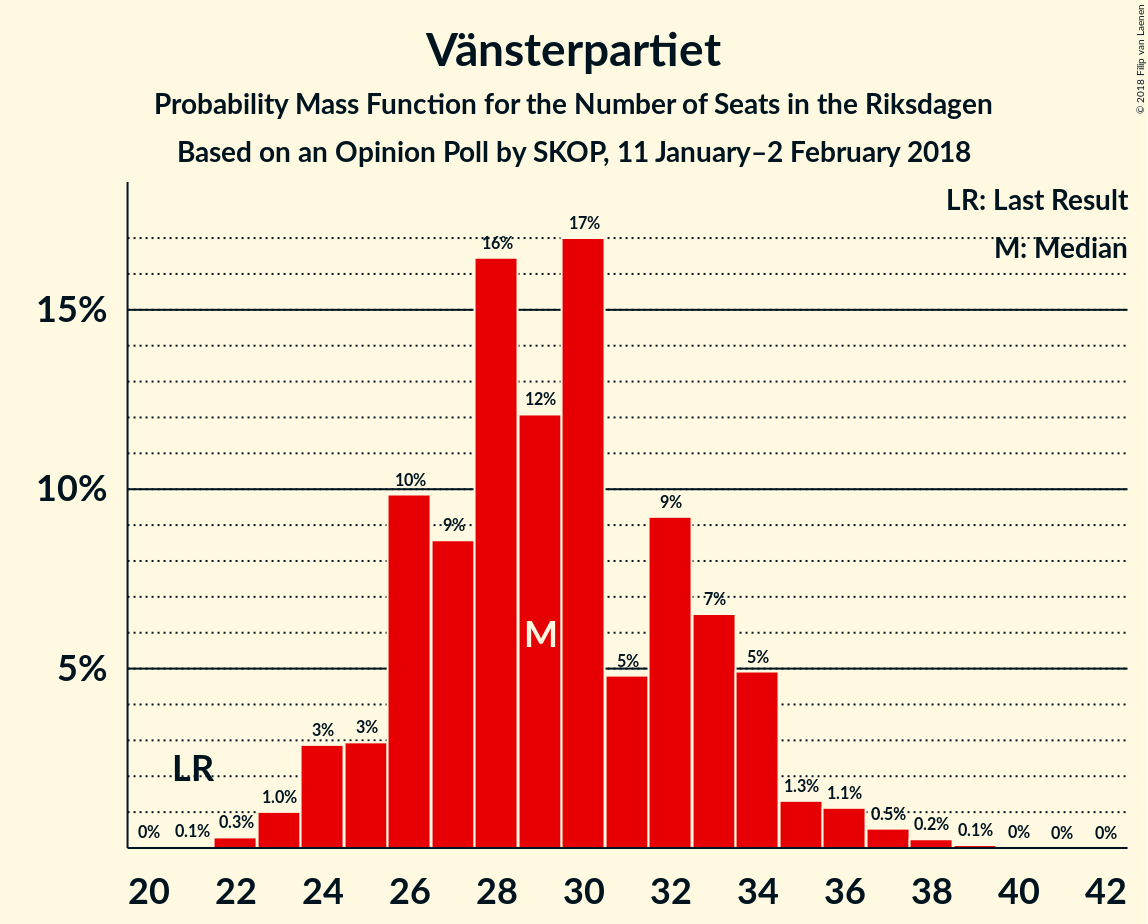 Vänsterpartiet
Probability Mass Function for the Number of Seats in the Riksdagen
Based on an Opinion Poll by SKOP, 11 January–2 February 2018
© 2018 Filip van Laenen
LR: Last Result
M: Median
15%
10%
5%
0%
0.1%
0.3%
1.0%
3%
3%
10%
9%
16%
12%
17%
5%
9%
7%
5%
1.3%
1.1%
0.5%
0.2%
0.1%
0%
0%
0%
LR
M
20 22 24 26 28 30 32 34 36 38 40 42